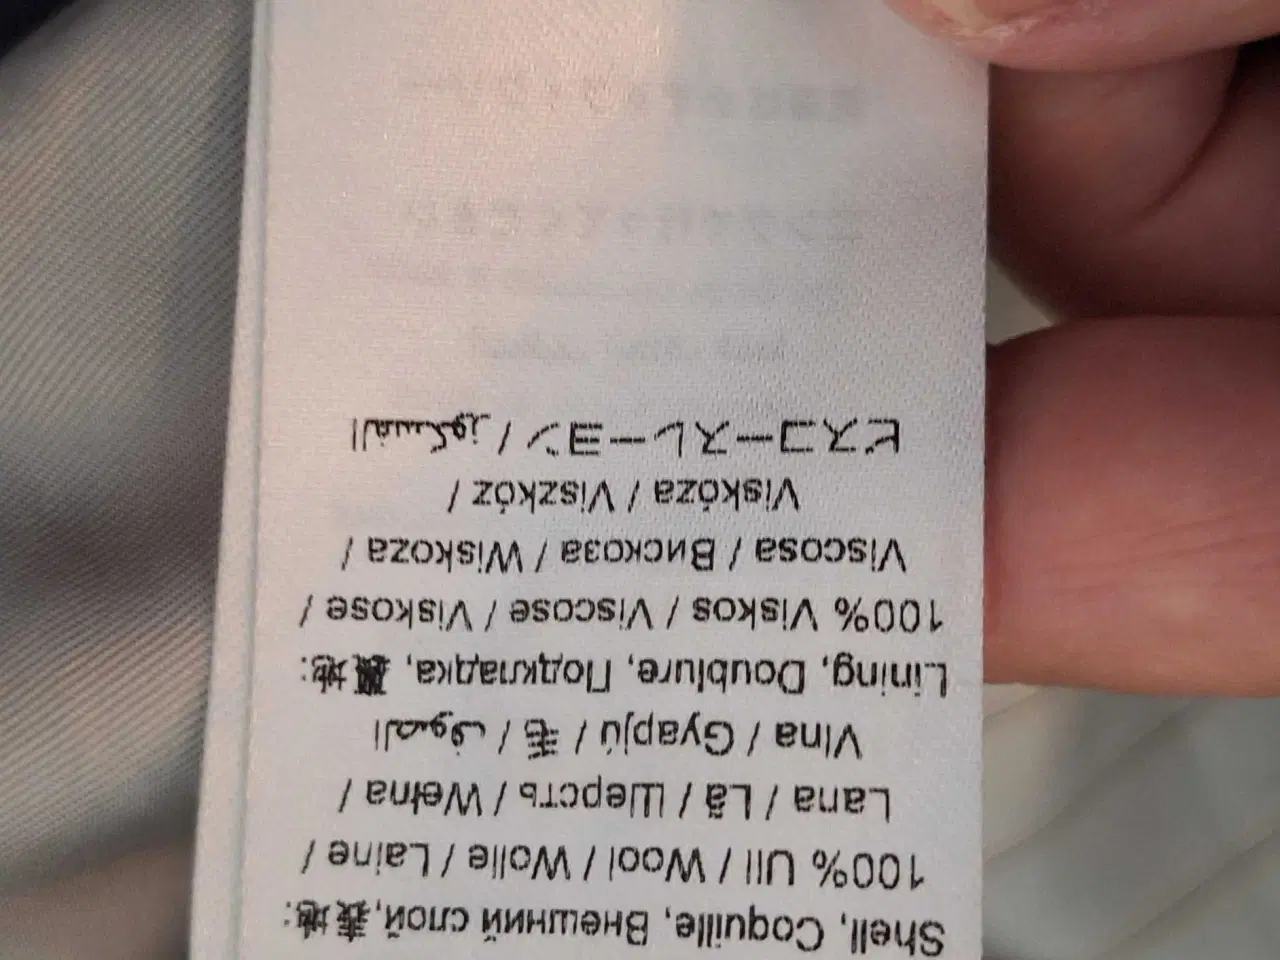 Shell, Coquille, Внешний слой,表地:
100% Ull / Wool / Wolle / Laine /
Lana / Lã / Шерсть / Wełna /
Vlna / Gyapjú / 毛 / الصوف
Lining, Doublure, Подкладка, 裏地:
100% Viskos / Viscose / Viskose /
Viscosa / Вискоза / Wiskoza /
Viskóza / Viszkóz /
ビスコースレーヨン / الفسكوز